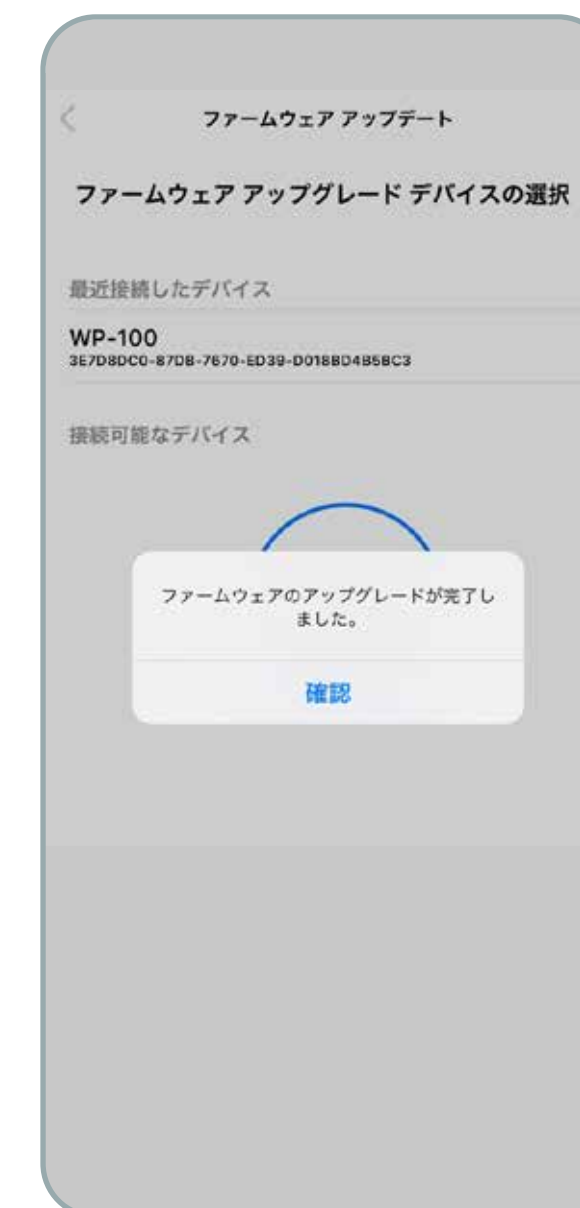 ファームウェア アップデート
ファームウェア アップグレード デバイスの選択
最近接続したデバイス
WP-100
3E7D8DC0-87DB-7670-ED39-D018BD4B5BC3
接続可能なデバイス
ファームウェアのアップグレードが完了し
ました。
確認